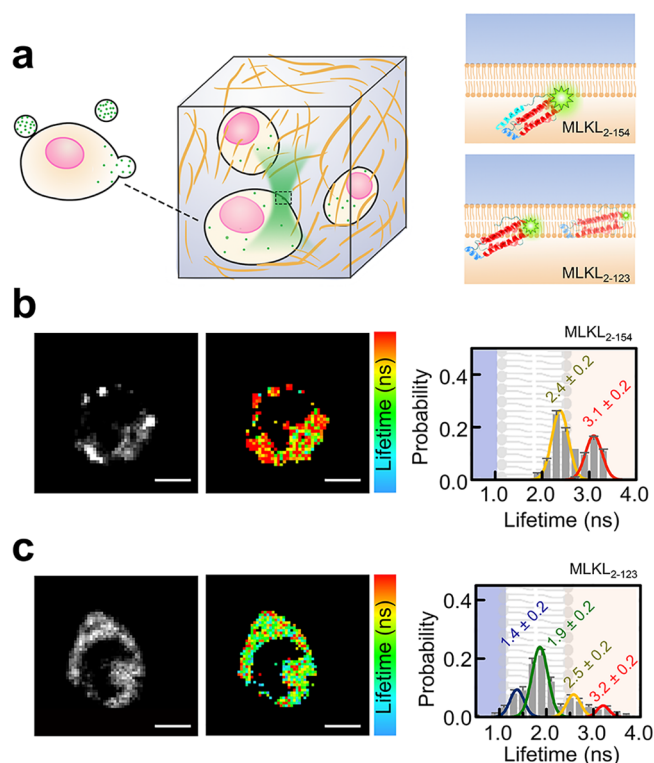 a
MLKL2-154
MLKL2-123
b
Lifetime (ns)
MLKL2-154
Probability
0.4
0.2
0.0
2.4 ± 0.2
3.1 ± 0.2
1.0 2.0 3.0 4.0
Lifetime (ns)
c
Lifetime (ns)
MLKL2-123
Probability
0.4
0.2
0.0
1.4 ± 0.2
1.9 ± 0.2
2.5 ± 0.2
3.2 ± 0.2
1.0 2.0 3.0 4.0
Lifetime (ns)